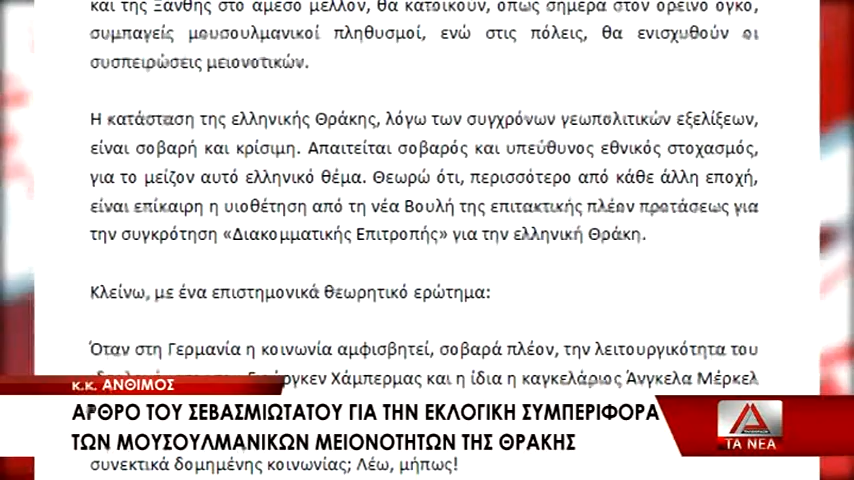 και της Ξάνθης στο άμεσο μέλλον, θα κατοικούν, όπως σήμερα στον ορεινό όγκο,
συμπαγείς μουσουλμανικοί πληθυσμοί, ενώ στις πόλεις, θα ενισχυθούν οι
συσπειρώσεις μειονοτικών.
Η κατάσταση της ελληνικής Θράκης, λόγω των συγχρόνων γεωπολιτικών εξελίξεων,
είναι σοβαρή και κρίσιμη. Απαιτείται σοβαρός και υπεύθυνος εθνικός στοχασμός,
για το μείζον αυτό ελληνικό θέμα. Θεωρώ ότι, περισσότερο από κάθε άλλη εποχή,
είναι επίκαιρη η υιοθέτηση από τη νέα Βουλή της επιτακτικής πλέον προτάσεως για
την συγκρότηση «Διακομματικής Επιτροπής» για την ελληνική Θράκη.
Κλείνω, με ένα επιστημονικά θεωρητικό ερώτημα:
Όταν στη Γερμανία η κοινωνία αμφισβητεί, σοβαρά πλέον, την λειτουργικότητα του
Χάμπερμας και η ίδια η καγκελάριος Άνγκελα Μέρκελ
Κ.Κ. ΑΝΘΙΜΟΣ
ΑΡΘΡΟ ΤΟΥ ΣΕΒΑΣΜΙΩΤΑΤΟΥ ΓΙΑ ΤΗΝ ΕΚΛΟΓΙΚΗ ΣΥΜΠΕΡΙΦΟΡΑ
ΤΩΝ ΜΟΥΣΟΥΛΜΑΝΙΚΩΝ ΜΕΙΟΝΟΤΗΤΩΝ ΤΗΣ ΘΡΑΚΗΣ
ΤΑ ΝΕΑ
συνεκτικά δομημένης κοινωνίας; Λέω, μήπως!